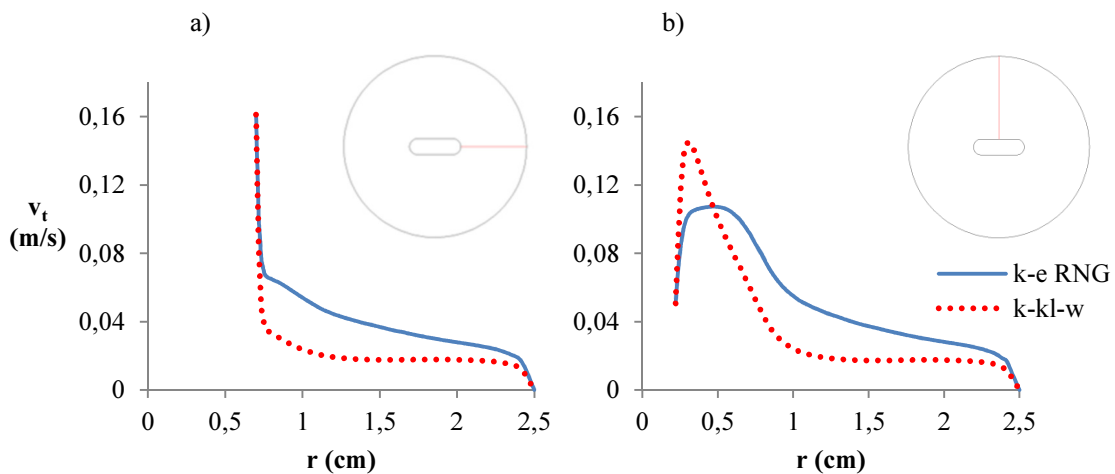 a)
b)
0,16
0,12
0,08
0,04
0
v_t
(m/s)
0 0,5 1 1,5 2 2,5
r (cm)
0,16
0,12
0,08
0,04
0
0 0,5 1 1,5 2 2,5
r (cm)
k-e RNG
k-kl-w